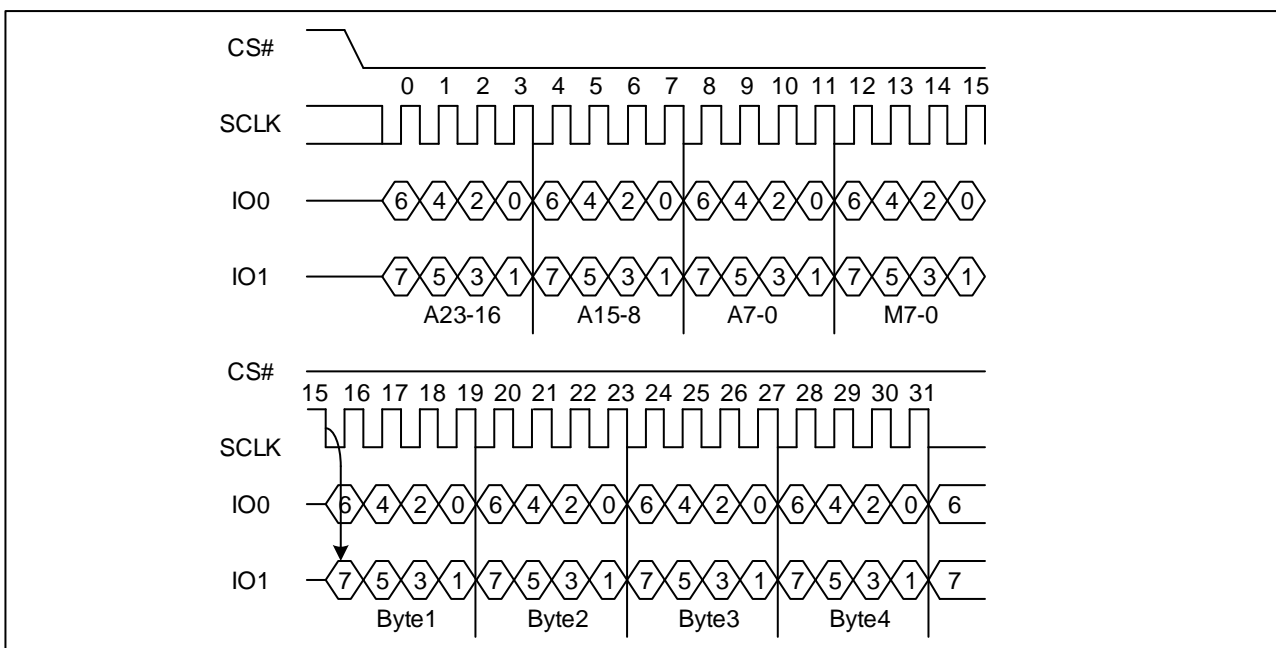 CS#
0 1 2 3 4 5 6 7 8 9 10 11 12 13 14 15
SCLK
IO0 6 4 2 0 6 4 2 0 6 4 2 0 6 4 2 0
IO1 7 5 3 1 7 5 3 1 7 5 3 1 7 5 3 1
A23-16 A15-8 A7-0 M7-0
CS#
15 16 17 18 19 20 21 22 23 24 25 26 27 28 29 30 31
SCLK
IO0 6 4 2 0 6 4 2 0 6 4 2 0 6 4 2 0 6
IO1 7 5 3 1 7 5 3 1 7 5 3 1 7 5 3 1 7
Byte1 Byte2 Byte3 Byte4